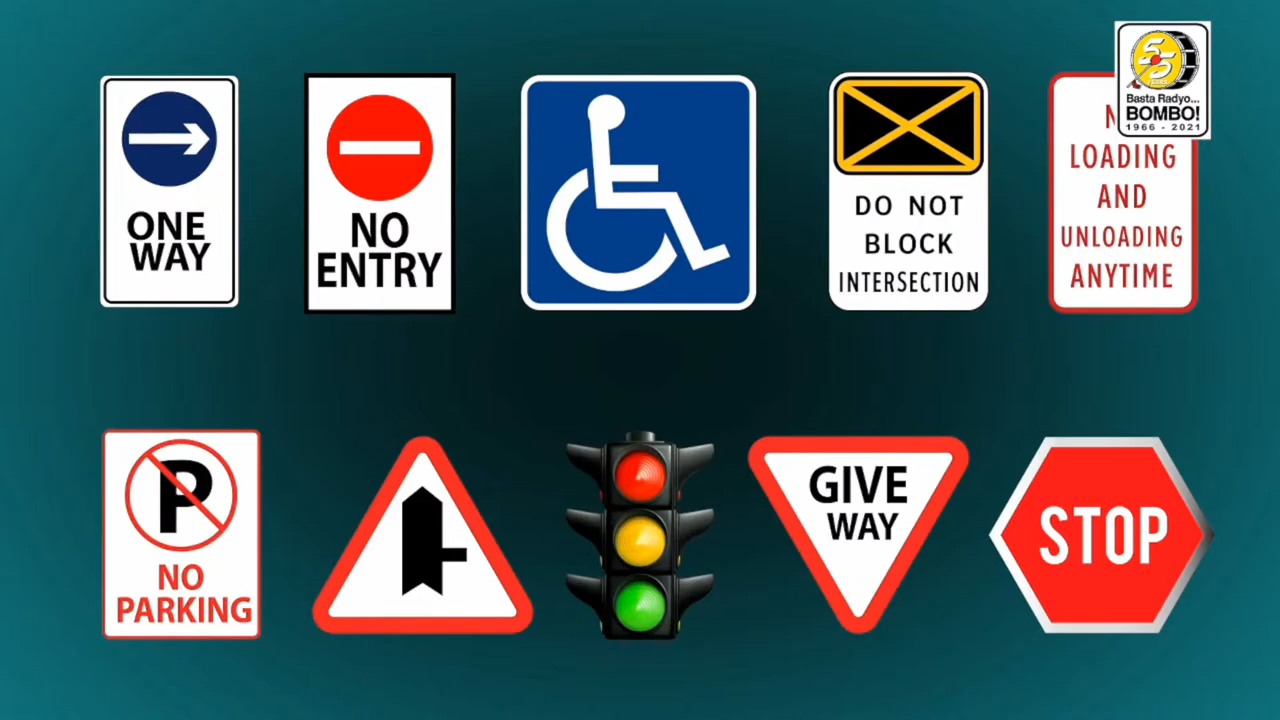 ONE
WAY
NO
ENTRY
DO NOT
BLOCK
INTERSECTION
LOADING
AND
UNLOADING
ANYTIME
55
Basta Radyo...
BOMBO!
1966 - 2021
P
NO
PARKING
GIVE
WAY
STOP